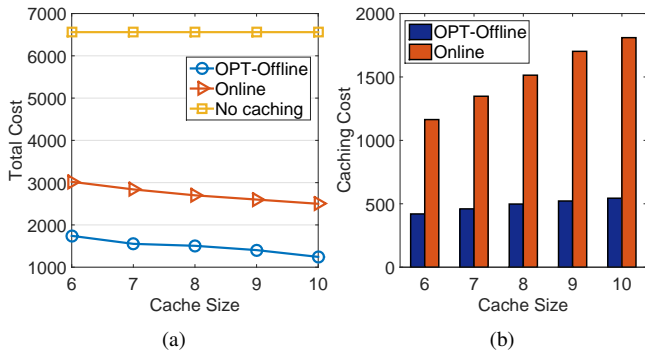 7000
6000
5000
4000
3000
2000
1000
Total Cost
OPT-Offline
Online
No caching
6 7 8 9 10
Cache Size
(a)
2000
1500
1000
500
0
Caching Cost
OPT-Offline
Online
6 7 8 9 10
Cache Size
(b)